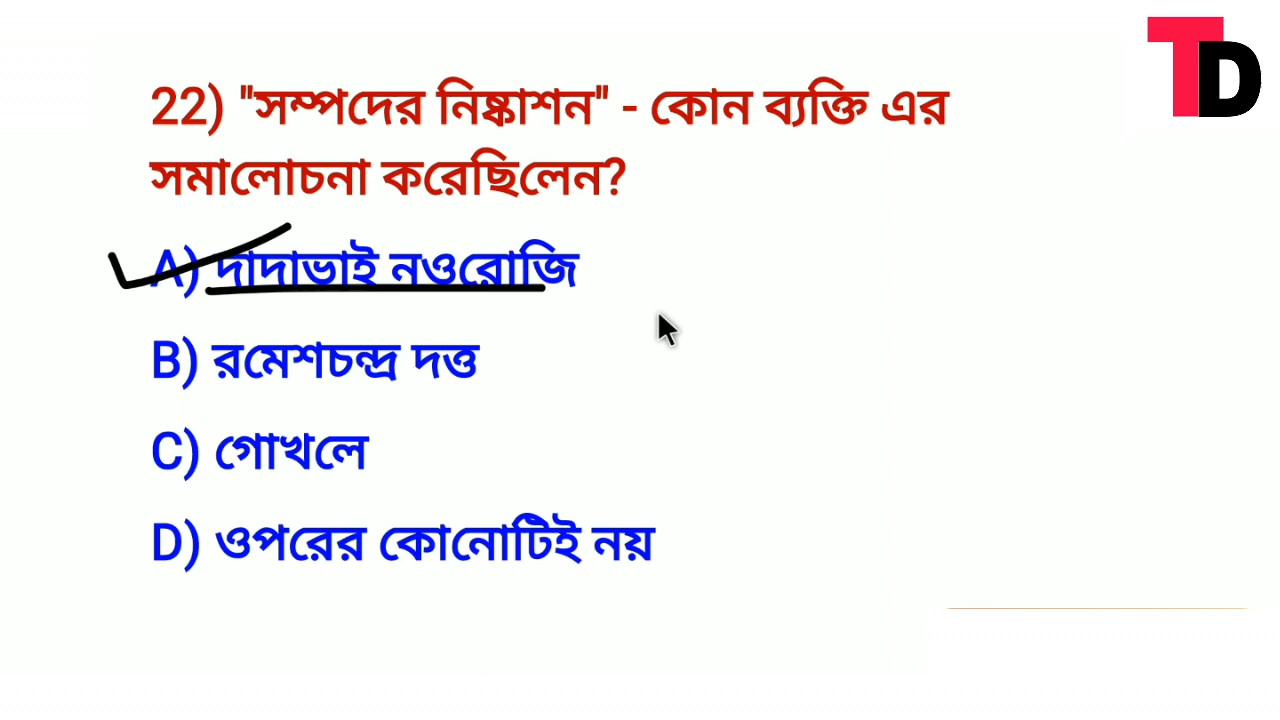 TD
22) "সম্পদের নিষ্কাশন" - কোন ব্যক্তি এর
সমালোচনা করেছিলেন?
A) দাদাভাই নওরোজি
B) রমেশচন্দ্র দত্ত
C) গোখলে
D) ওপরের কোনোটিই নয়